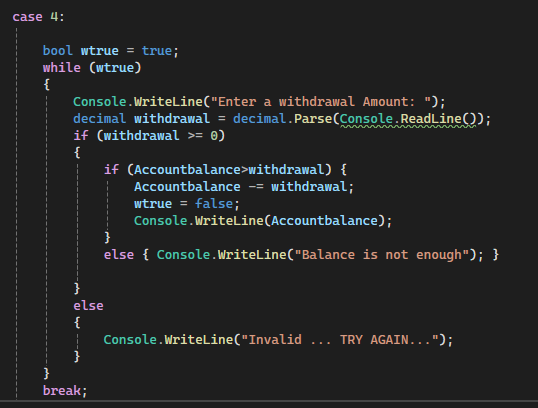 case 4:
bool wtrue = true;
while (wtrue)
{
Console.WriteLine("Enter a withdrawal Amount: ");
decimal withdrawal = decimal.Parse(Console.ReadLine());
if (withdrawal >= 0)
{
if (Accountbalance>withdrawal) {
Accountbalance -= withdrawal;
wtrue = false;
Console.WriteLine(Accountbalance);
}
else { Console.WriteLine("Balance is not enough"); }
}
else
{
Console.WriteLine("Invalid ... TRY AGAIN...");
}
}
break;